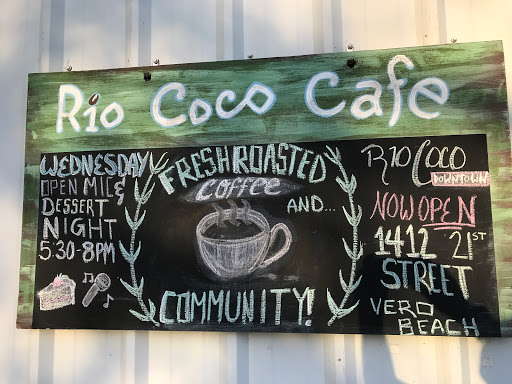 Rio Coco Cafe
WEDNESDAY
OPEN MIC &
DESSERT
NIGHT
5:30-8PM
FRESH ROASTED
COFFEE
AND...
COMMUNITY!
RIO COCO
DOWNTOWN
NOW OPEN
1412 21ST
STREET
VERO
BEACH